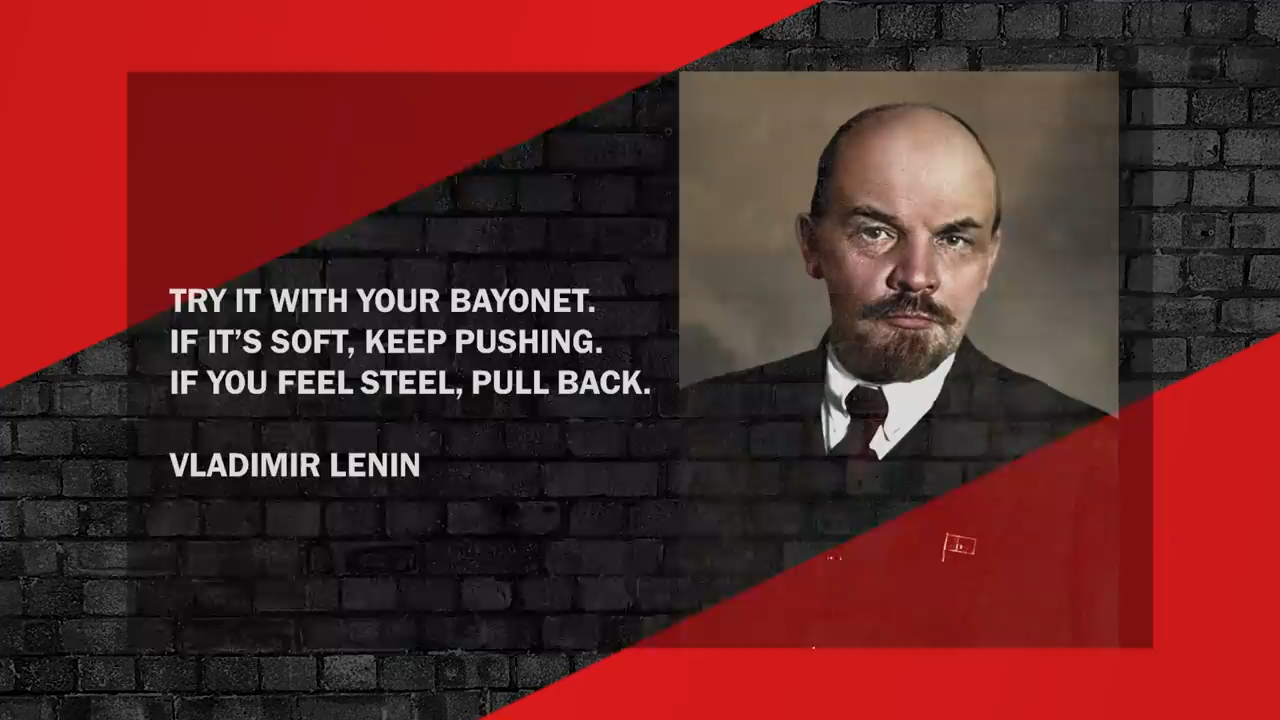 TRY IT WITH YOUR BAYONET.
IF IT'S SOFT, KEEP PUSHING.
IF YOU FEEL STEEL, PULL BACK.
VLADIMIR LENIN